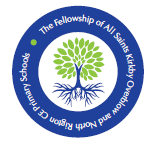 The Fellowship of All Saints Kirkby Overblow and North Rigton CE Primary Schools